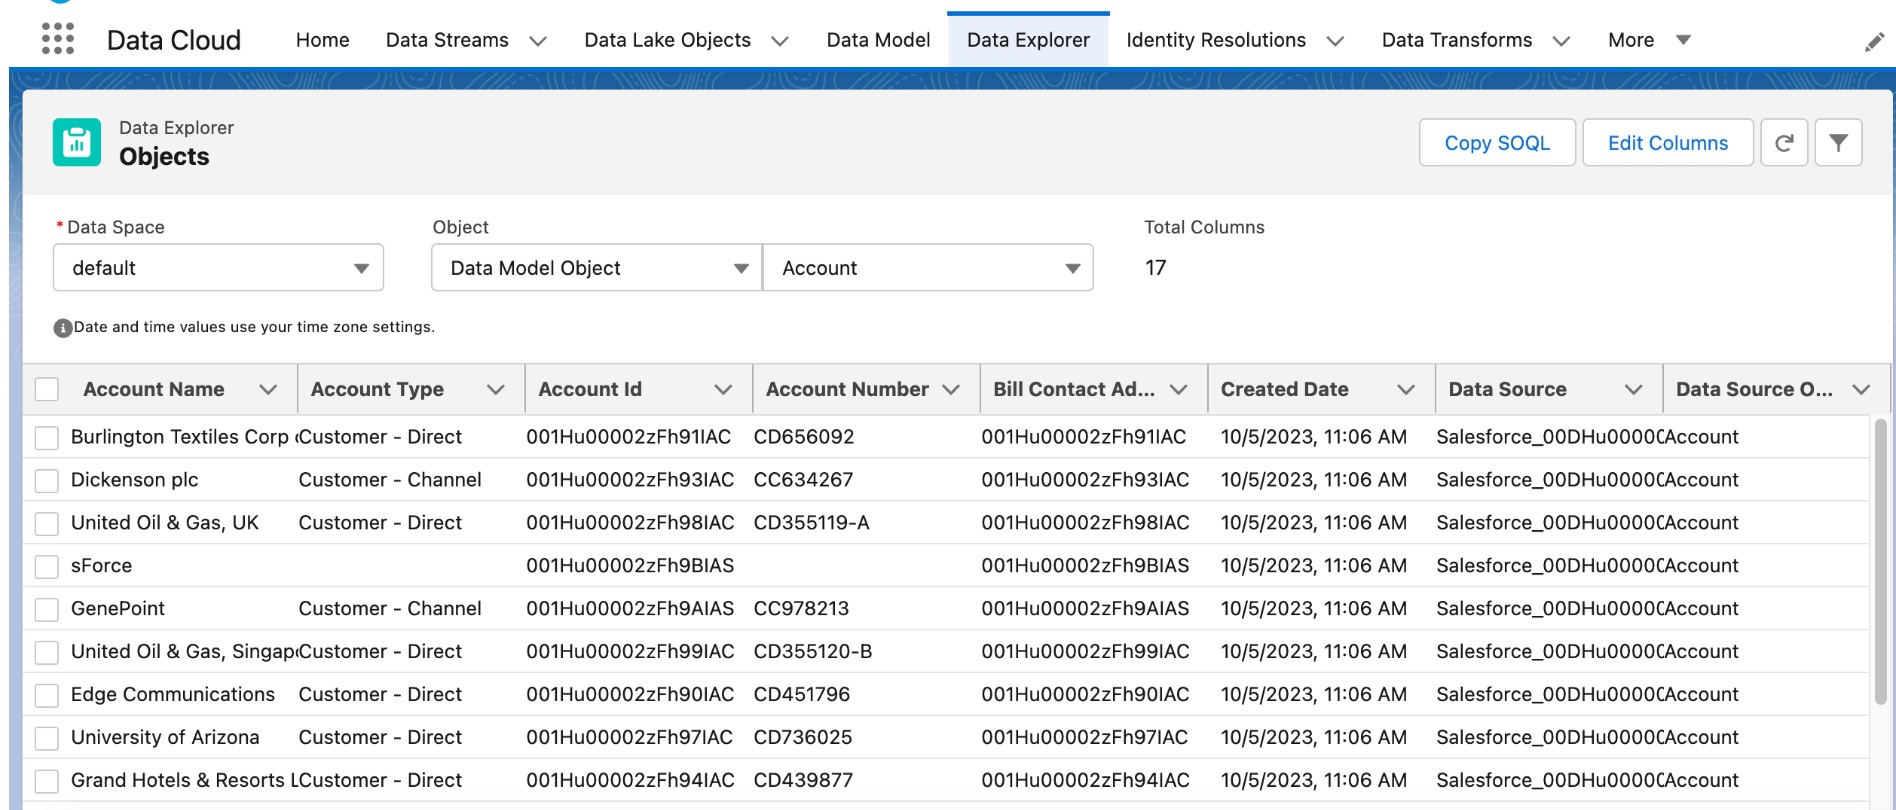 Data Cloud Home Data Streams Data Lake Objects Data Model Data Explorer Identity Resolutions Data Transforms More
Data Explorer
Objects
Copy SOQL Edit Columns
* Data Space Object Total Columns
default Data Model Object Account 17
Date and time values use your time zone settings.
Account Name Account Type Account Id Account Number Bill Contact Ad... Created Date Data Source Data Source O...
Burlington Textiles Corp Customer - Direct 001Hu00002zFh91IAC CD656092 001Hu00002zFh91IAC 10/5/2023, 11:06 AM Salesforce_00DHu0000 Account
Dickenson plc Customer - Channel 001Hu00002zFh93IAC CC634267 001Hu00002zFh93IAC 10/5/2023, 11:06 AM Salesforce_00DHu0000 Account
United Oil & Gas, UK Customer - Direct 001Hu00002zFh98IAC CD355119-A 001Hu00002zFh98IAC 10/5/2023, 11:06 AM Salesforce_00DHu0000 Account
sForce 001Hu00002zFh9BIAS 001Hu00002zFh9BIAS 10/5/2023, 11:06 AM Salesforce_00DHu0000 Account
GenePoint Customer - Channel 001Hu00002zFh9AIAS CC978213 001Hu00002zFh9AIAS 10/5/2023, 11:06 AM Salesforce_00DHu0000 Account
United Oil & Gas, Singap Customer - Direct 001Hu00002zFh99IAC CD355120-B 001Hu00002zFh99IAC 10/5/2023, 11:06 AM Salesforce_00DHu0000 Account
Edge Communications Customer - Direct 001Hu00002zFh90IAC CD451796 001Hu00002zFh90IAC 10/5/2023, 11:06 AM Salesforce_00DHu0000 Account
University of Arizona Customer - Direct 001Hu00002zFh97IAC CD736025 001Hu00002zFh97IAC 10/5/2023, 11:06 AM Salesforce_00DHu0000 Account
Grand Hotels & Resorts L Customer - Direct 001Hu00002zFh94IAC CD439877 001Hu00002zFh94IAC 10/5/2023, 11:06 AM Salesforce_00DHu0000 Account